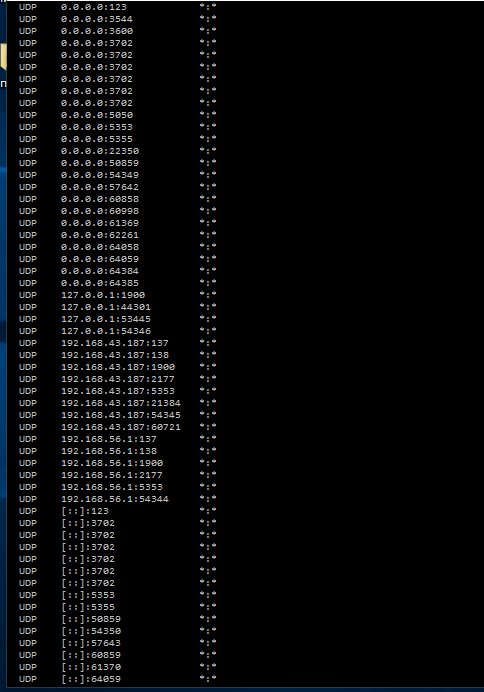 UDP 0.0.0.0:123 *:*
UDP 0.0.0.0:3544 *:*
UDP 0.0.0.0:3600 *:*
UDP 0.0.0.0:3702 *:*
UDP 0.0.0.0:3702 *:*
UDP 0.0.0.0:3702 *:*
UDP 0.0.0.0:3702 *:*
UDP 0.0.0.0:3702 *:*
UDP 0.0.0.0:3702 *:*
UDP 0.0.0.0:5050 *:*
UDP 0.0.0.0:5353 *:*
UDP 0.0.0.0:5355 *:*
UDP 0.0.0.0:22350 *:*
UDP 0.0.0.0:50859 *:*
UDP 0.0.0.0:54349 *:*
UDP 0.0.0.0:57642 *:*
UDP 0.0.0.0:60858 *:*
UDP 0.0.0.0:60998 *:*
UDP 0.0.0.0:61369 *:*
UDP 0.0.0.0:62261 *:*
UDP 0.0.0.0:64058 *:*
UDP 0.0.0.0:64059 *:*
UDP 0.0.0.0:64384 *:*
UDP 0.0.0.0:64385 *:*
UDP 127.0.0.1:1900 *:*
UDP 127.0.0.1:44301 *:*
UDP 127.0.0.1:53445 *:*
UDP 127.0.0.1:54346 *:*
UDP 192.168.43.187:137 *:*
UDP 192.168.43.187:138 *:*
UDP 192.168.43.187:1900 *:*
UDP 192.168.43.187:2177 *:*
UDP 192.168.43.187:5353 *:*
UDP 192.168.43.187:21384 *:*
UDP 192.168.43.187:54345 *:*
UDP 192.168.43.187:60721 *:*
UDP 192.168.56.1:137 *:*
UDP 192.168.56.1:138 *:*
UDP 192.168.56.1:1900 *:*
UDP 192.168.56.1:2177 *:*
UDP 192.168.56.1:5353 *:*
UDP 192.168.56.1:54344 *:*
UDP [::]:123 *:*
UDP [::]:3702 *:*
UDP [::]:3702 *:*
UDP [::]:3702 *:*
UDP [::]:3702 *:*
UDP [::]:3702 *:*
UDP [::]:3702 *:*
UDP [::]:5353 *:*
UDP [::]:5355 *:*
UDP [::]:50859 *:*
UDP [::]:54350 *:*
UDP [::]:57643 *:*
UDP [::]:60859 *:*
UDP [::]:61370 *:*
UDP [::]:64059 *:*